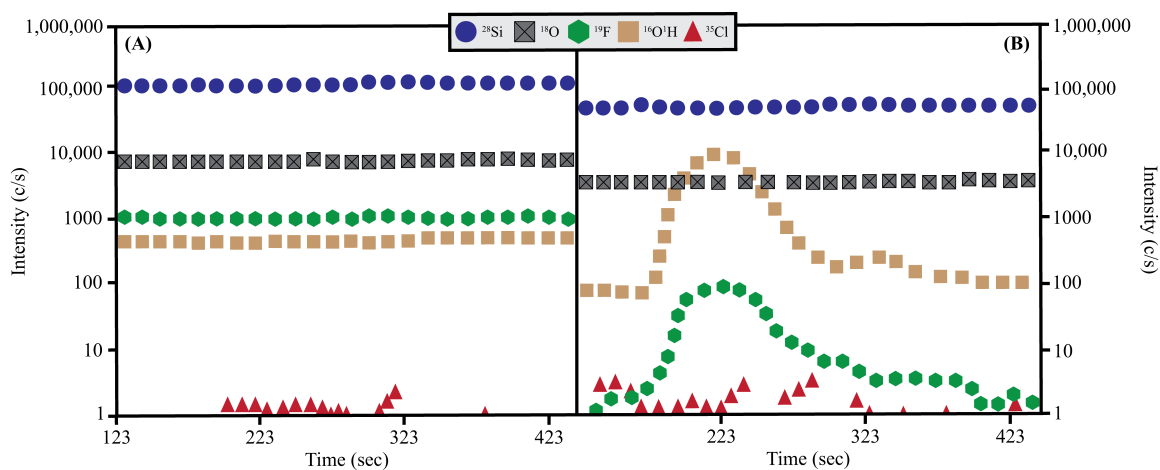 ²⁸Si ¹⁸O ¹⁹F ¹⁶O¹H ³⁵Cl
(A)
(B)
Intensity (c/s)
1,000,000
100,000
10,000
1000
100
10
1
123 223 323 423
Time (sec)
223 323 423
Time (sec)
1,000,000
100,000
10,000
1000
100
10
1
Intensity (c/s)